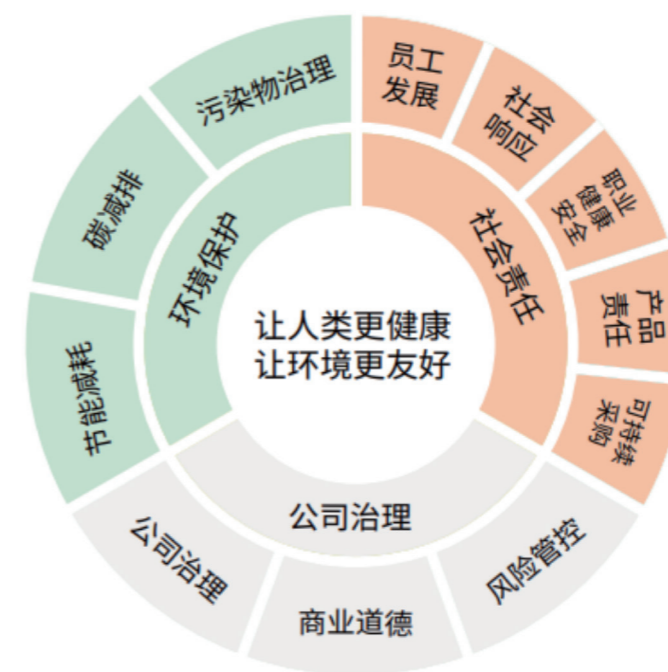 让人类更健康
让环境更友好
环境保护
污染物治理
碳减排
节能减耗
社会责任
员工
发展
社会
响应
职业
健康
安全
产品
责任
可持续
采购
公司治理
公司治理
商业道德
风险管控